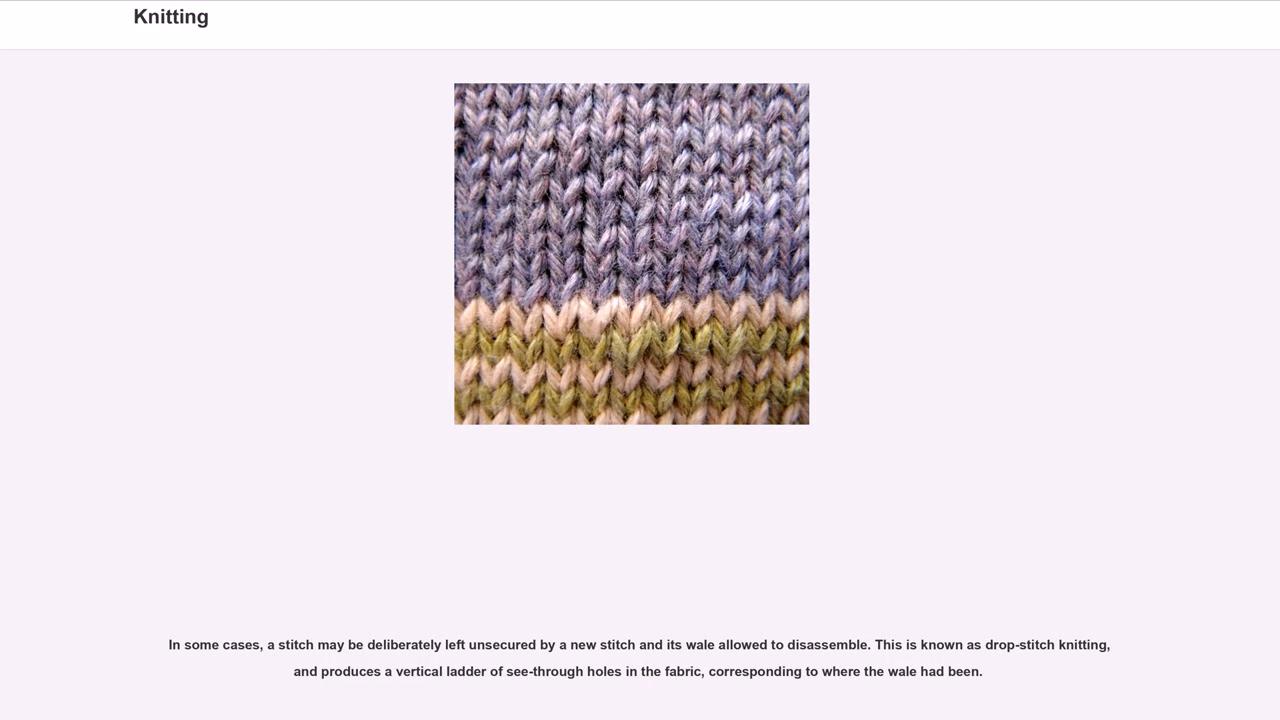 Knitting
In some cases, a stitch may be deliberately left unsecured by a new stitch and its wale allowed to disassemble. This is known as drop-stitch knitting,
and produces a vertical ladder of see-through holes in the fabric, corresponding to where the wale had been.